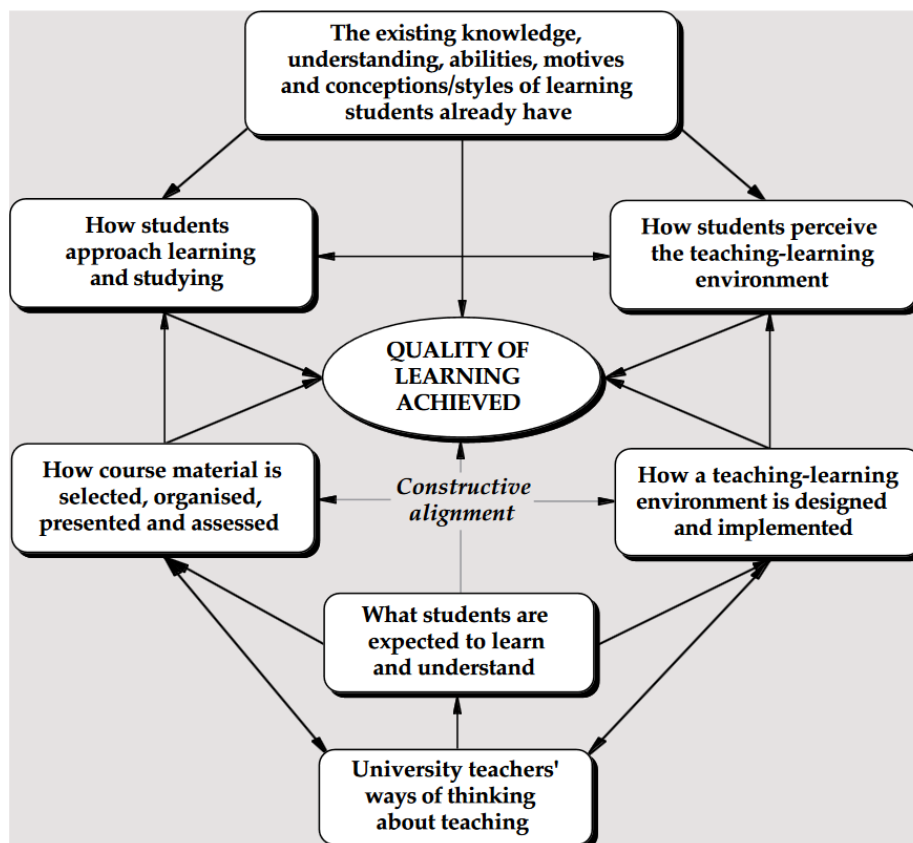 The existing knowledge,
understanding, abilities, motives
and conceptions/styles of learning
students already have
How students
approach learning
and studying
How students perceive
the teaching-learning
environment
QUALITY OF
LEARNING
ACHIEVED
How course material is
selected, organised,
presented and assessed
Constructive
alignment
How a teaching-learning
environment is designed
and implemented
What students are
expected to learn
and understand
University teachers'
ways of thinking
about teaching